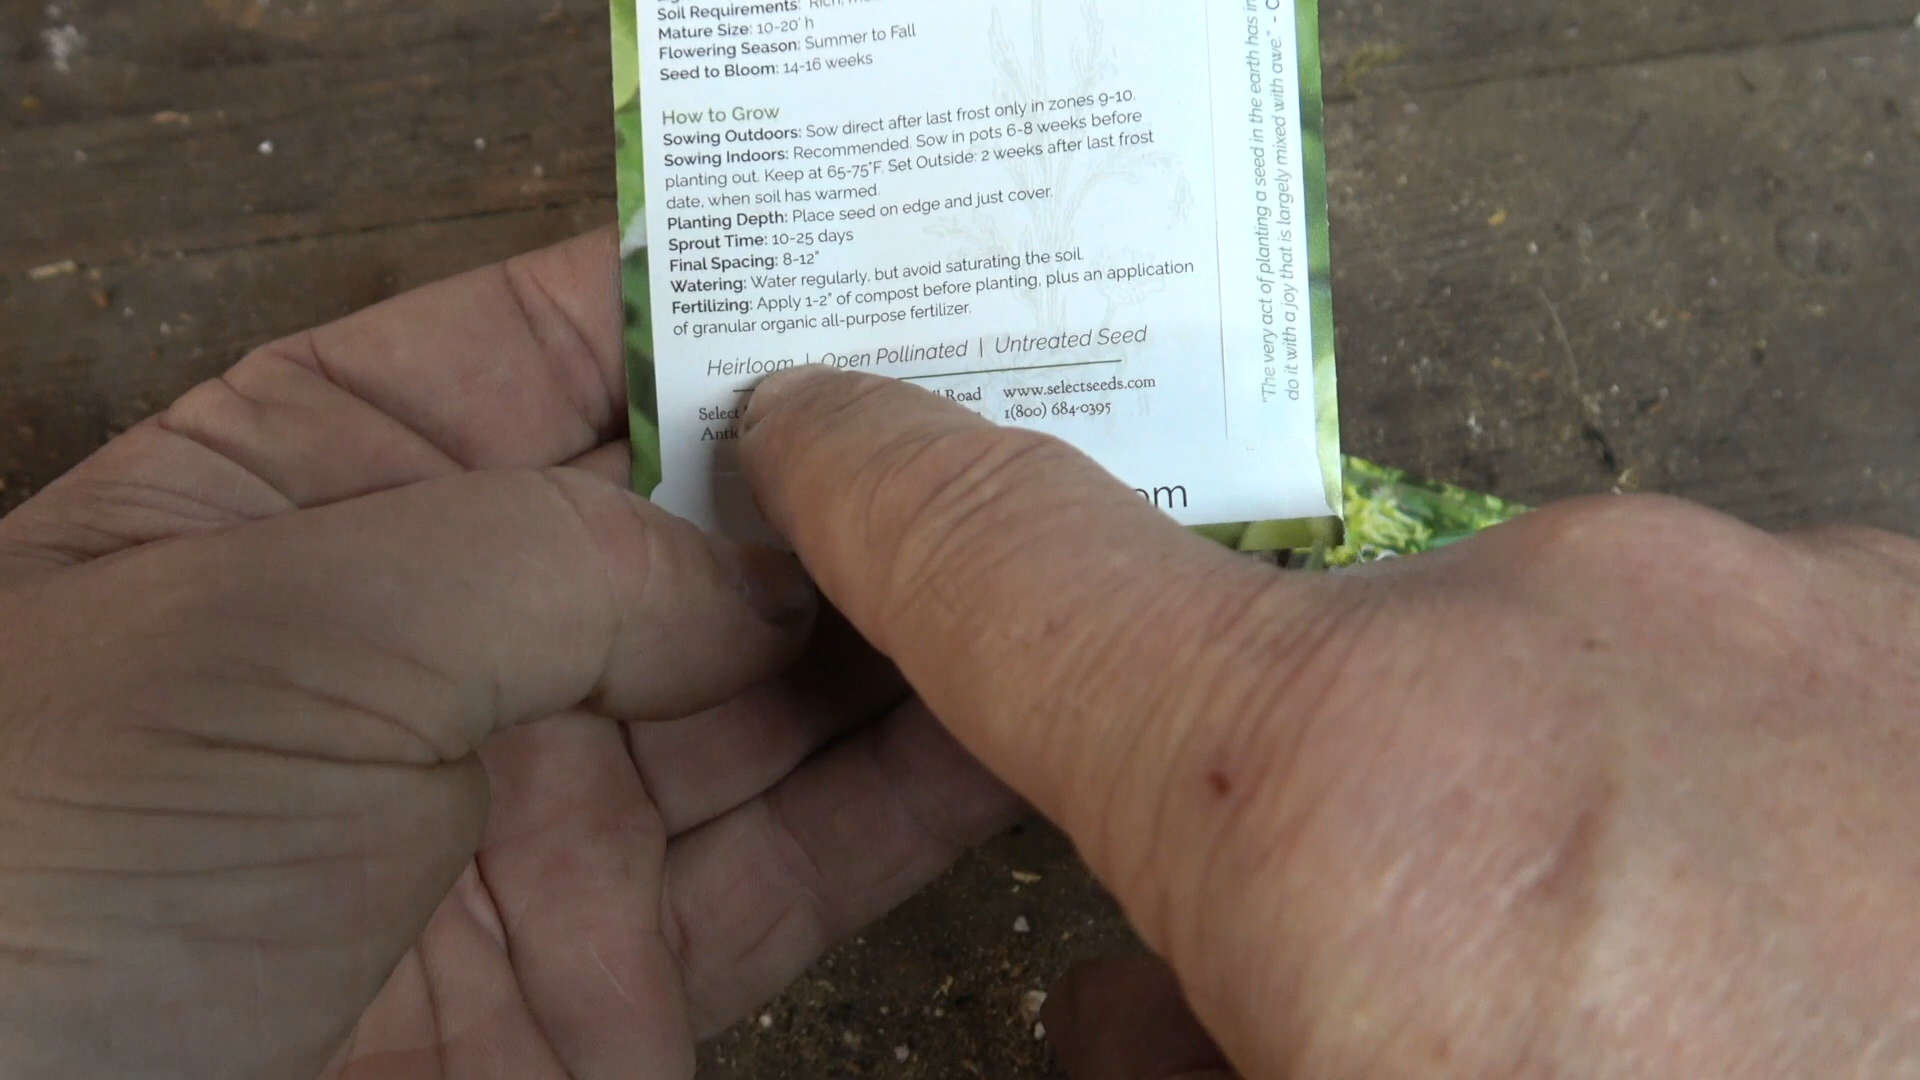 Soil Requirements: Rich,
Mature Size: 10-20' h
Flowering Season: Summer to Fall
Seed to Bloom: 14-16 weeks
How to Grow
Sowing Outdoors: Sow direct after last frost only in zones 9-10.
Sowing Indoors: Recommended. Sow in pots 6-8 weeks before
planting out. Keep at 65-75°F. Set Outside: 2 weeks after last frost
date, when soil has warmed.
Planting Depth: Place seed on edge and just cover.
Sprout Time: 10-25 days
Final Spacing: 8-12"
Watering: Water regularly, but avoid saturating the soil.
Fertilizing: Apply 1-2" of compost before planting, plus an application
of granular organic all-purpose fertilizer.
Heirloom | Open Pollinated | Untreated Seed
Select
Road
www.selectseeds.com
1(800) 684-0395
om
"The very act of planting a seed in the earth has in
do it with a joy that is largely mixed with awe." -